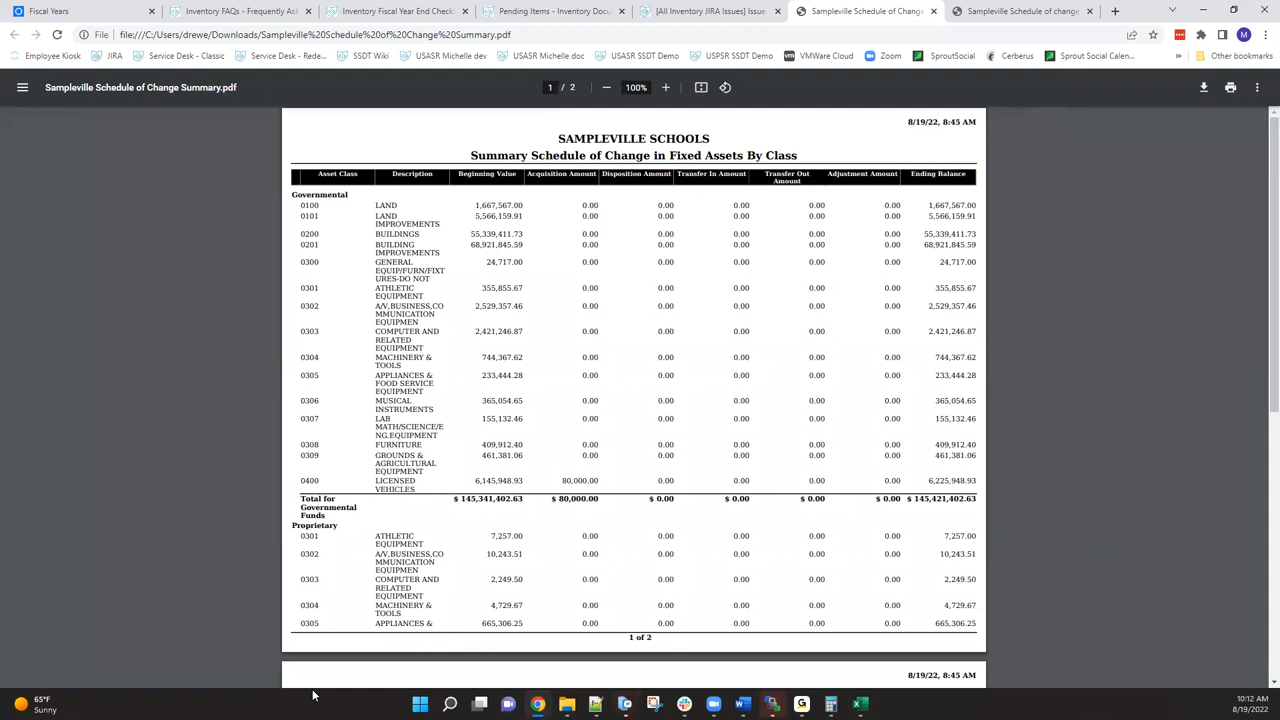 Fiscal Years
Inventory FAQs - Frequently Ask
Inventory Fiscal Year End Checkl
Pending Items - Inventory Docu
[All Inventory JIRA Issues] Issue
Sampleville Schedule of Change
Sampleville Schedule of change
File | file:///C:/Users/drewe/Downloads/Sampleville%20Schedule%20of%20Change%20Summary.pdf
M
Employee Kiosk
JIRA
Service Desk - Classic
Service Desk - Rede...
SSDT Wiki
USASR Michelle dev
USASR Michelle doc
USASR SSDT Demo
USPSR SSDT Demo
vm VMWare Cloud
Zoom
SproutSocial
Cerberus
Sprout Social Calen...
»
Other bookmarks
Sampleville Schedule of Change Summary.pdf
1 / 2
100%
8/19/22, 8:45 AM
SAMPLEVILLE SCHOOLS
Summary Schedule of Change in Fixed Assets By Class
Asset Class Description Beginning Value Acquisition Amount Disposition Amount Transfer In Amount Transfer Out Adjustment Amount Ending Balance
Amount
Governmental
0100 LAND 1,667,567.00 0.00 0.00 0.00 0.00 0.00 1,667,567.00
0101 LAND 5,566,159.91 0.00 0.00 0.00 0.00 0.00 5,566,159.91
IMPROVEMENTS
0200 BUILDINGS 55,339,411.73 0.00 0.00 0.00 0.00 0.00 55,339,411.73
0201 BUILDING 68,921,845.59 0.00 0.00 0.00 0.00 0.00 68,921,845.59
IMPROVEMENTS
0300 GENERAL 24,717.00 0.00 0.00 0.00 0.00 0.00 24,717.00
EQUIP/FURN/FIXT
URES-DO NOT
0301 ATHLETIC 355,855.67 0.00 0.00 0.00 0.00 0.00 355,855.67
EQUIPMENT
0302 A/V,BUSINESS,CO 2,529,357.46 0.00 0.00 0.00 0.00 0.00 2,529,357.46
MMUNICATION
EQUIPMEN
0303 COMPUTER AND 2,421,246.87 0.00 0.00 0.00 0.00 0.00 2,421,246.87
RELATED
EQUIPMENT
0304 MACHINERY & 744,367.62 0.00 0.00 0.00 0.00 0.00 744,367.62
TOOLS
0305 APPLIANCES & 233,444.28 0.00 0.00 0.00 0.00 0.00 233,444.28
FOOD SERVICE
EQUIPMENT
0306 MUSICAL 365,054.65 0.00 0.00 0.00 0.00 0.00 365,054.65
INSTRUMENTS
0307 LAB 155,132.46 0.00 0.00 0.00 0.00 0.00 155,132.46
MATH/SCIENCE/E
NG.EQUIPMENT
0308 FURNITURE 409,912.40 0.00 0.00 0.00 0.00 0.00 409,912.40
0309 GROUNDS & 461,381.06 0.00 0.00 0.00 0.00 0.00 461,381.06
AGRICULTURAL
EQUIPMENT
0400 LICENSED 6,145,948.93 80,000.00 0.00 0.00 0.00 0.00 6,225,948.93
VEHICLES
Total for $ 145,341,402.63 $ 80,000.00 $ 0.00 $ 0.00 $ 0.00 $ 0.00 $ 145,421,402.63
Governmental
Funds
Proprietary
0301 ATHLETIC 7,257.00 0.00 0.00 0.00 0.00 0.00 7,257.00
EQUIPMENT
0302 A/V,BUSINESS,CO 10,243.51 0.00 0.00 0.00 0.00 0.00 10,243.51
MMUNICATION
EQUIPMEN
0303 COMPUTER AND 2,249.50 0.00 0.00 0.00 0.00 0.00 2,249.50
RELATED
EQUIPMENT
0304 MACHINERY & 4,729.67 0.00 0.00 0.00 0.00 0.00 4,729.67
TOOLS
0305 APPLIANCES & 665,306.25 0.00 0.00 0.00 0.00 0.00 665,306.25
1 of 2
8/19/22, 8:45 AM
65°F
Sunny
10:12 AM
8/19/2022